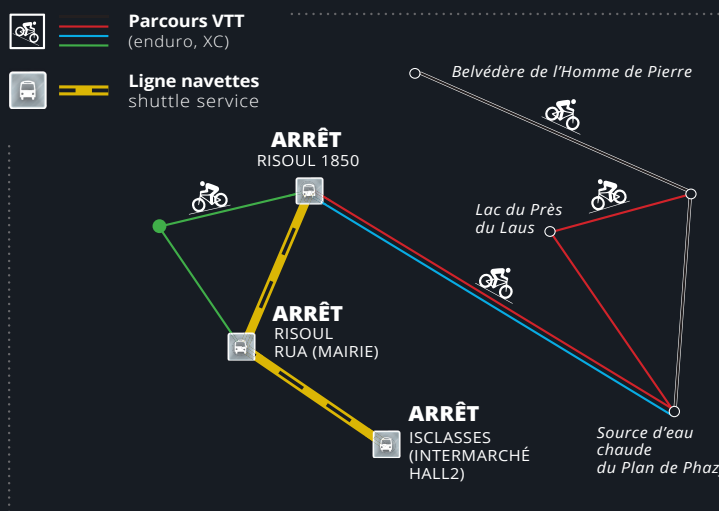 Parcours VTT
(enduro, XC)
Ligne navettes
shuttle service
Belvédère de l'Homme de Pierre
ARRÊT
RISOUL 1850
Lac du Près
du Laus
ARRÊT
RISOUL
RUA (MAIRIE)
ARRÊT
ISCLASSES
(INTERMARCHÉ
HALL2)
Source d'eau
chaude
du Plan de Phazy